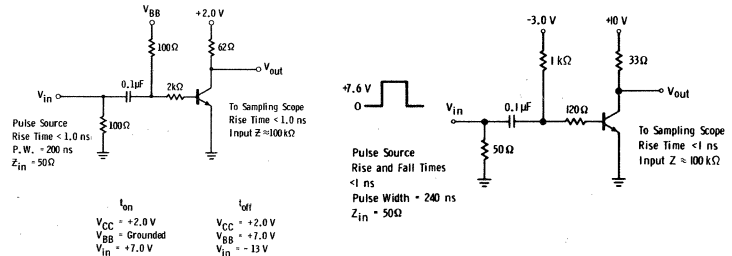 V_BB
+2.0 V
100Ω
62Ω
V_out
V_in
0.1μF
2kΩ
100Ω
Pulse Source
Rise Time < 1.0 ns
P.W. = 200 ns
Z_in = 50Ω
To Sampling Scope
Rise Time < 1.0 ns
Input Z ≈ 100 kΩ
t_on
V_CC = +2.0 V
V_BB = Grounded
V_in = +7.0 V
t_off
V_CC = +2.0 V
V_BB = +7.0 V
V_in = -13 V
-3.0 V
+10 V
1 kΩ
33Ω
+7.6 V
0
V_in
0.1μF
120Ω
V_out
50Ω
Pulse Source
Rise and Fall Times
<1 ns
Pulse Width = 240 ns
Z_in = 50Ω
To Sampling Scope
Rise Time <1 ns
Input Z ≈ 100 kΩ